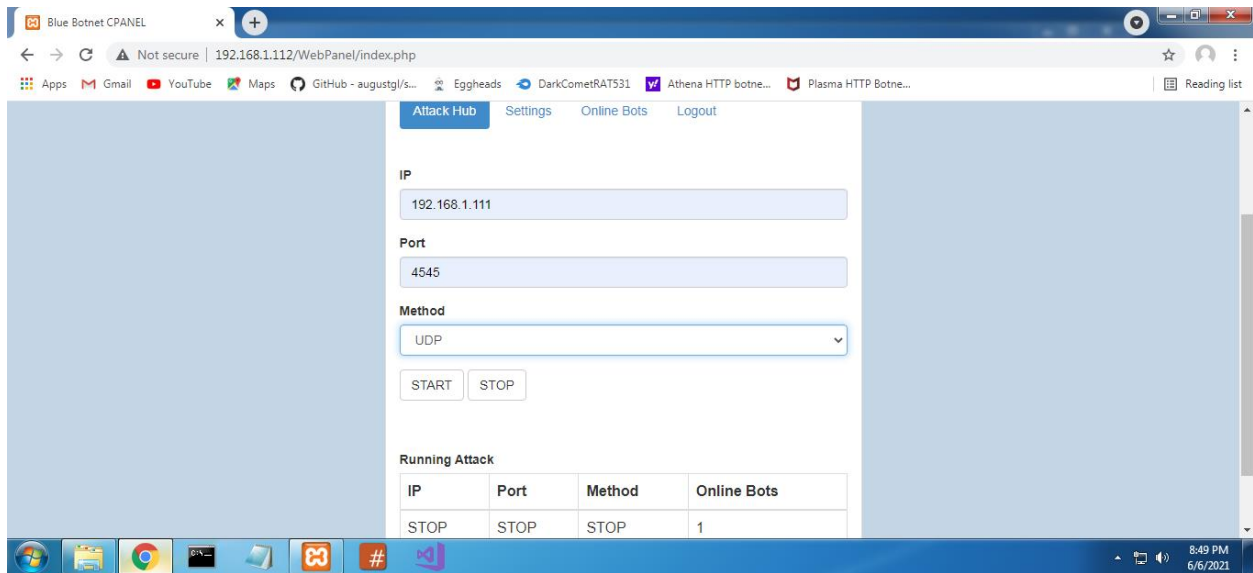 Blue Botnet CPANEL
Not secure | 192.168.1.112/WebPanel/index.php
Apps Gmail YouTube Maps GitHub - augustgl/s... Eggheads DarkCometRAT531 Athena HTTP botne... Plasma HTTP Botne... Reading list
Attack Hub Settings Online Bots Logout
IP
192.168.1.111
Port
4545
Method
UDP
START STOP
Running Attack
IP Port Method Online Bots
STOP STOP STOP 1
8:49 PM
6/6/2021